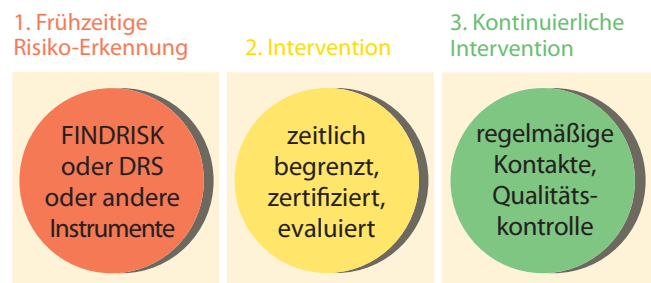 1. Frühzeitige
Risiko-Erkennung
2. Intervention
3. Kontinuierliche
Intervention
FINDRISK
oder DRS
oder andere
Instrumente
zeitlich
begrenzt,
zertifiziert,
evaluiert
regelmäßige
Kontakte,
Qualitäts-
kontrolle